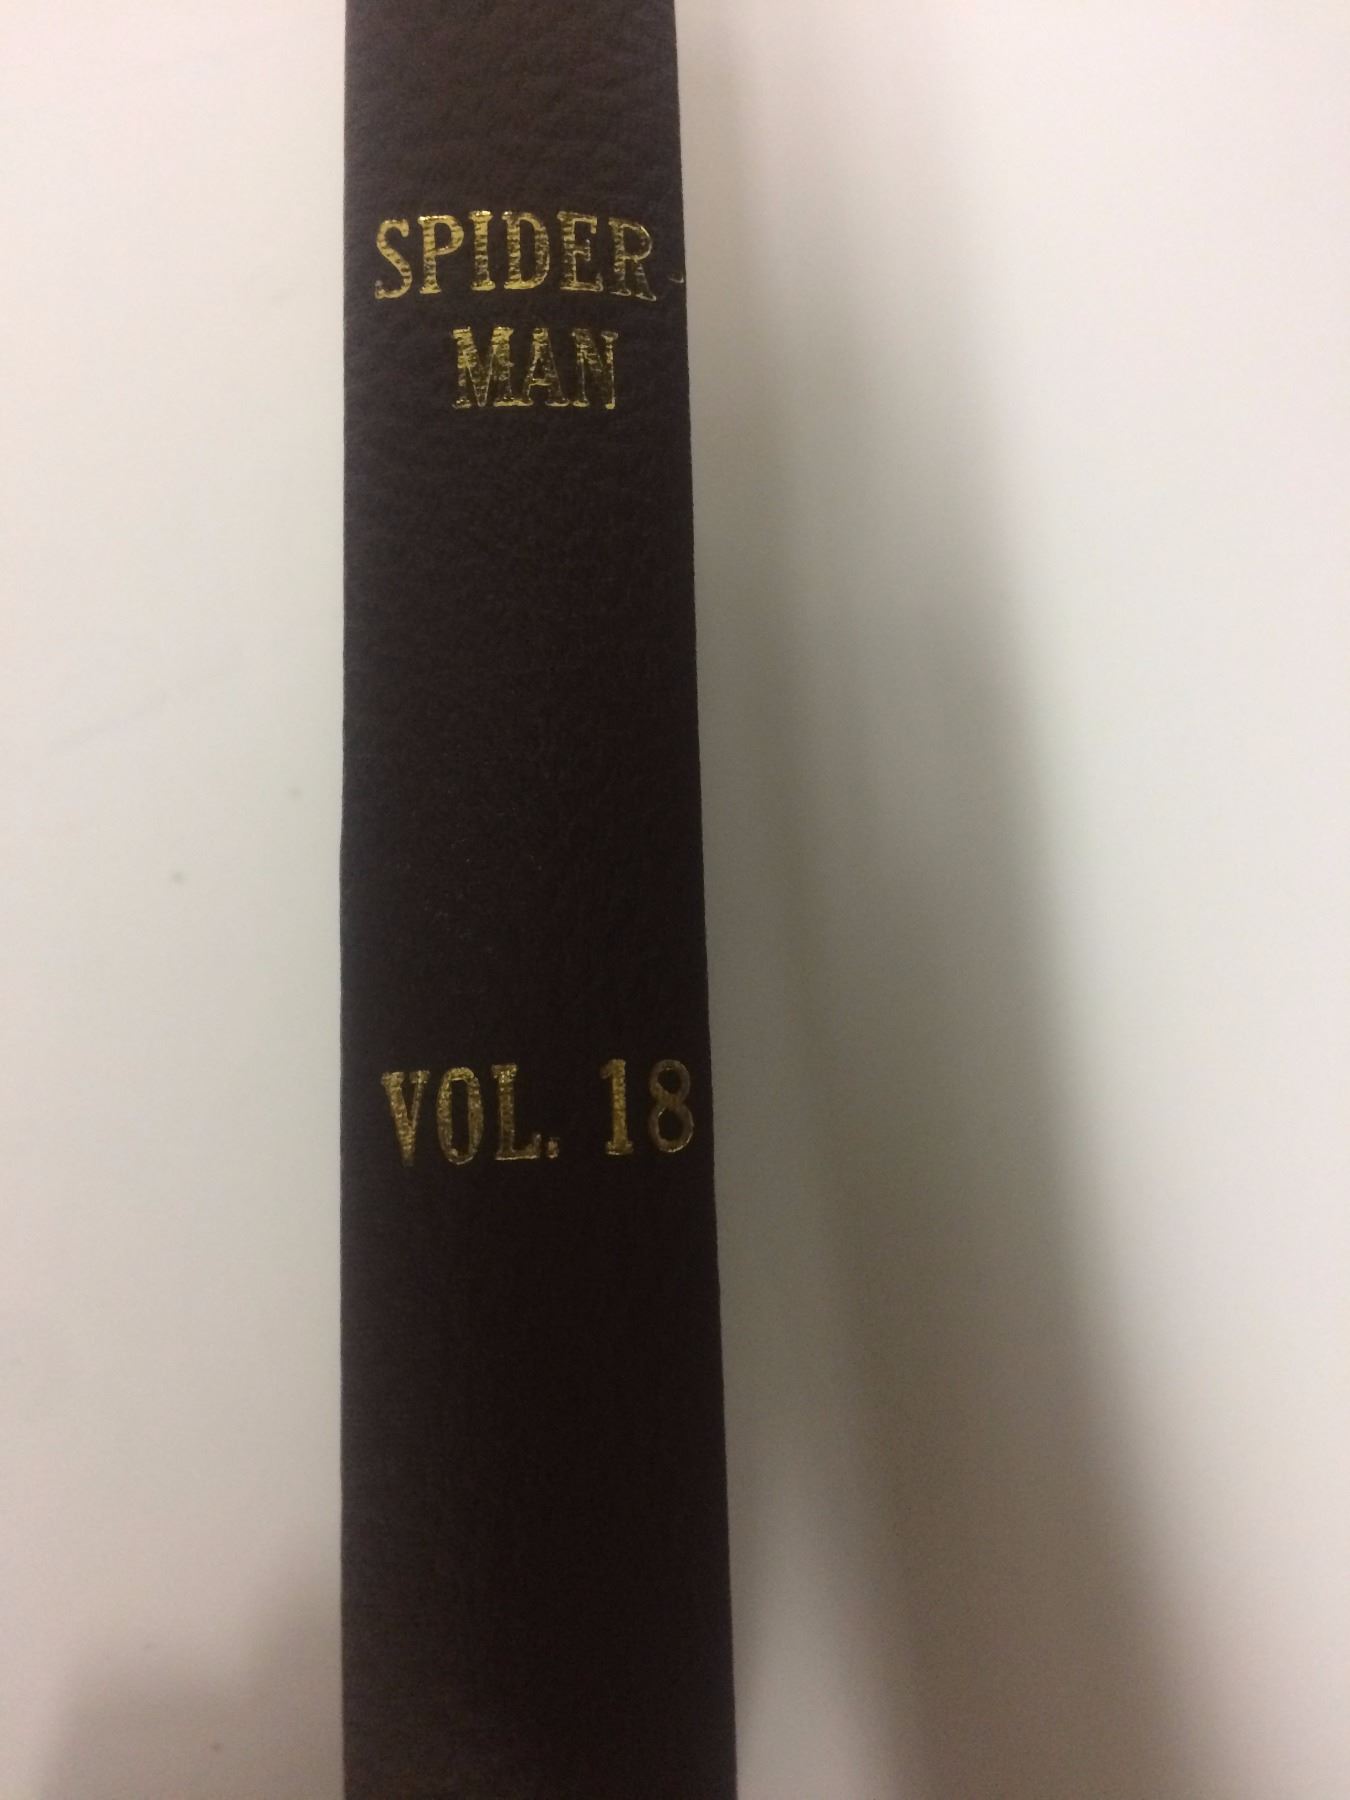 SPIDER-
MAN
VOL. 18